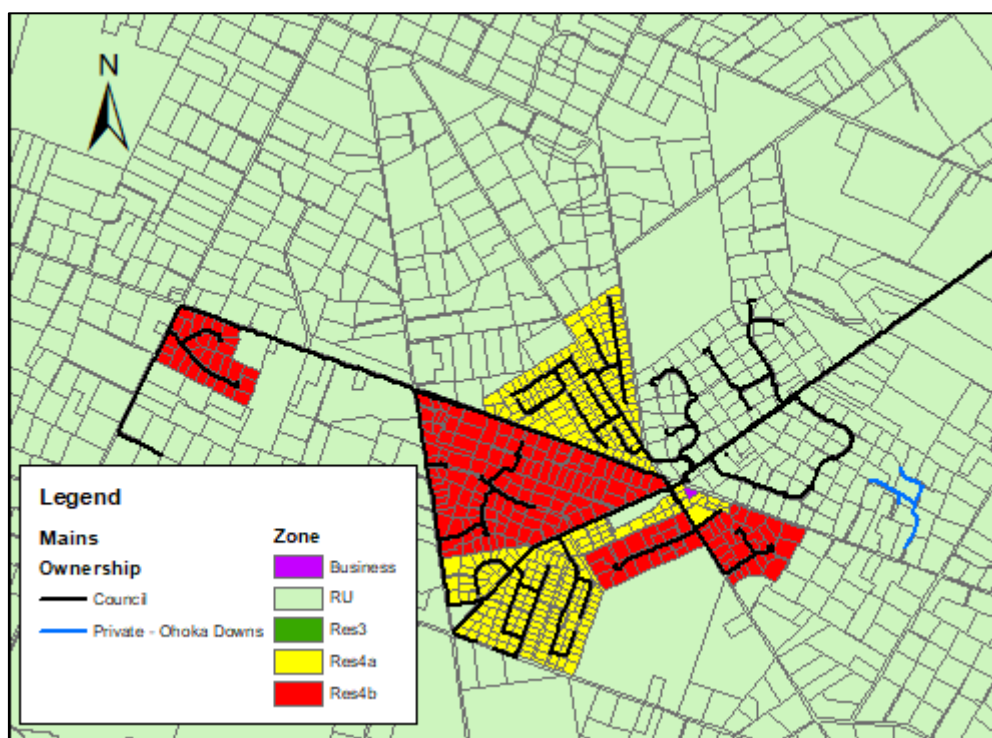 N
Legend
Mains
Ownership
Council
Private - Ohoka Downs
Zone
Business
RU
Res3
Res4a
Res4b